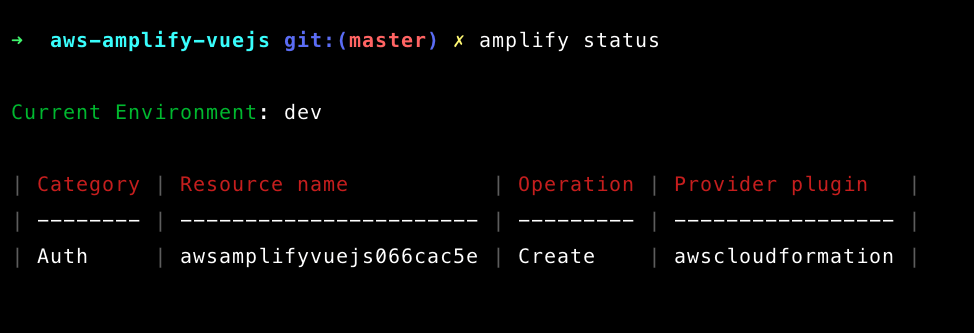 ➜  aws-amplify-vuejs git:(master) ✗ amplify status
Current Environment: dev
| Category | Resource name           | Operation | Provider plugin   |
| -------- | ----------------------- | --------- | ----------------- |
| Auth     | awsamplifyvuejs066cac5e | Create    | awscloudformation |